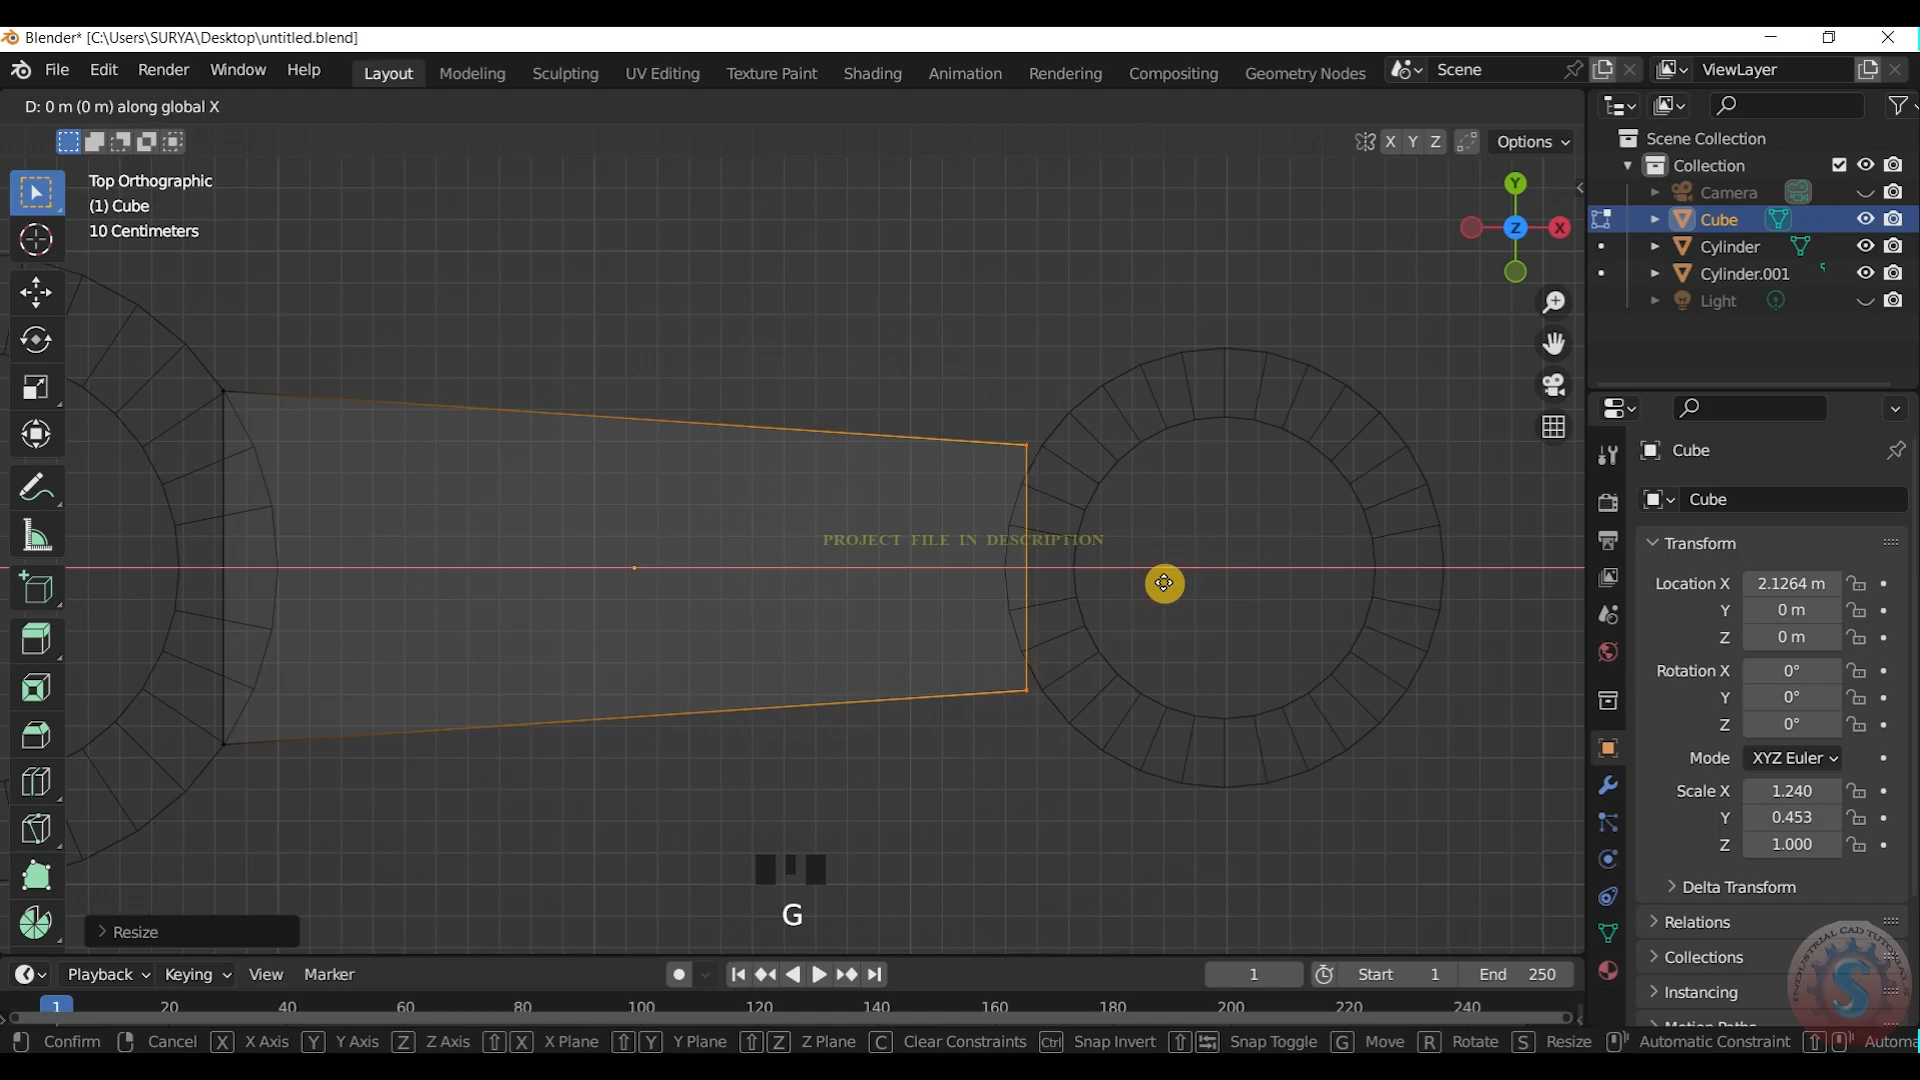 Blender* [C:\Users\SURYA\Desktop\untitled.blend]
File Edit Render Window Help Layout Modeling Sculpting UV Editing Texture Paint Shading Animation Rendering Compositing Geometry Nodes Scene ViewLayer
D: 0 m (0 m) along global X
X Y Z Options
Top Orthographic
(1) Cube
10 Centimeters
Y
Z X
Scene Collection
Collection
Camera
Cube
Cylinder
Cylinder.001
Light
Cube
Cube
Transform
Location X 2.1264 m
Y 0 m
Z 0 m
Rotation X 0°
Y 0°
Z 0°
Mode XYZ Euler
Scale X 1.240
Y 0.453
Z 1.000
Delta Transform
Relations
Collections
Instancing
Motion Paths
PROJECT FILE IN DESCRIPTION
G
Resize
Playback Keying View Marker 1 Start 1 End 250
1 20 40 60 80 100 120 140 160 180 200 220 240
Confirm Cancel X X Axis Y Y Axis Z Z Axis X X Plane Y Y Plane Z Z Plane C Clear Constraints Ctrl Snap Invert Snap Toggle G Move R Rotate S Resize Automatic Constraint Automa
INDUSTRIAL CAD TUTORIALS
S